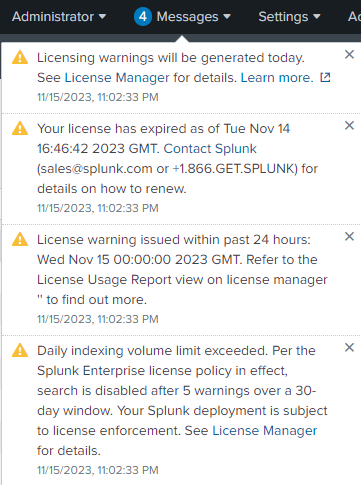 Administrator 4 Messages Settings Ac
Licensing warnings will be generated today.
See License Manager for details. Learn more.
11/15/2023, 11:02:33 PM
Your license has expired as of Tue Nov 14
16:46:42 2023 GMT. Contact Splunk
(sales@splunk.com or +1.866.GET.SPLUNK) for
details on how to renew.
11/15/2023, 11:02:33 PM
License warning issued within past 24 hours:
Wed Nov 15 00:00:00 2023 GMT. Refer to the
License Usage Report view on license manager
'' to find out more.
11/15/2023, 11:02:33 PM
Daily indexing volume limit exceeded. Per the
Splunk Enterprise license policy in effect,
search is disabled after 5 warnings over a 30-
day window. Your Splunk deployment is subject
to license enforcement. See License Manager
for details.
11/15/2023, 11:02:33 PM